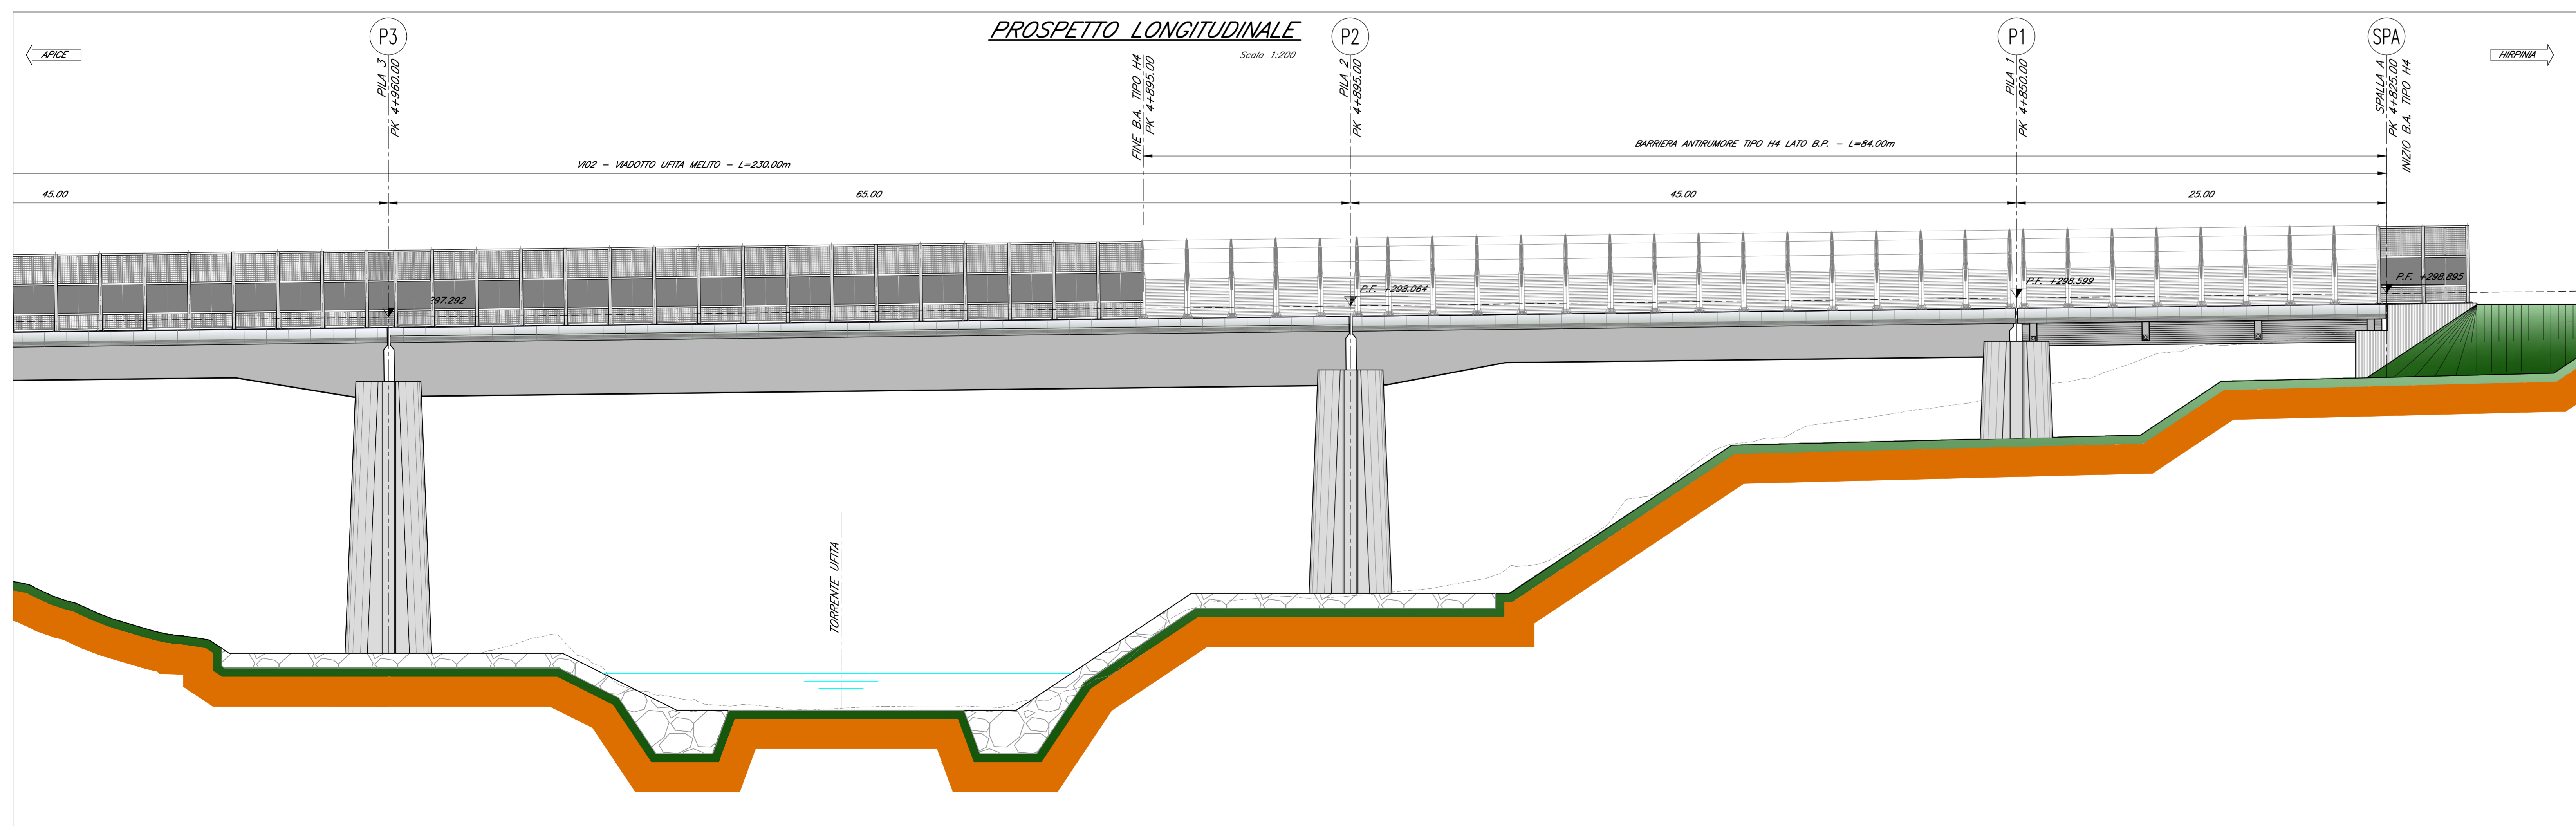 PROSPETTO LONGITUDINALE
Scala 1:200
APICE
P3
P2
P1
SPA
HIRPINIA
PILA 3
PK 4+960.00
FINE B.A. TIPO H4
PK 4+895.00
PILA 2
PK 4+895.00
PILA 1
PK 4+850.00
SPALLA A
PK 4+825.00
INIZIO B.A. TIPO H4
BARRIERA ANTIRUMORE TIPO H4 LATO B.P. - L=84.00m
VI02 - VIADOTTO UFITA MELITO - L=230.00m
45.00
65.00
45.00
25.00
297.292
P.F. +298.064
P.F. +298.599
P.F. +298.895
TORRENTE UFITA